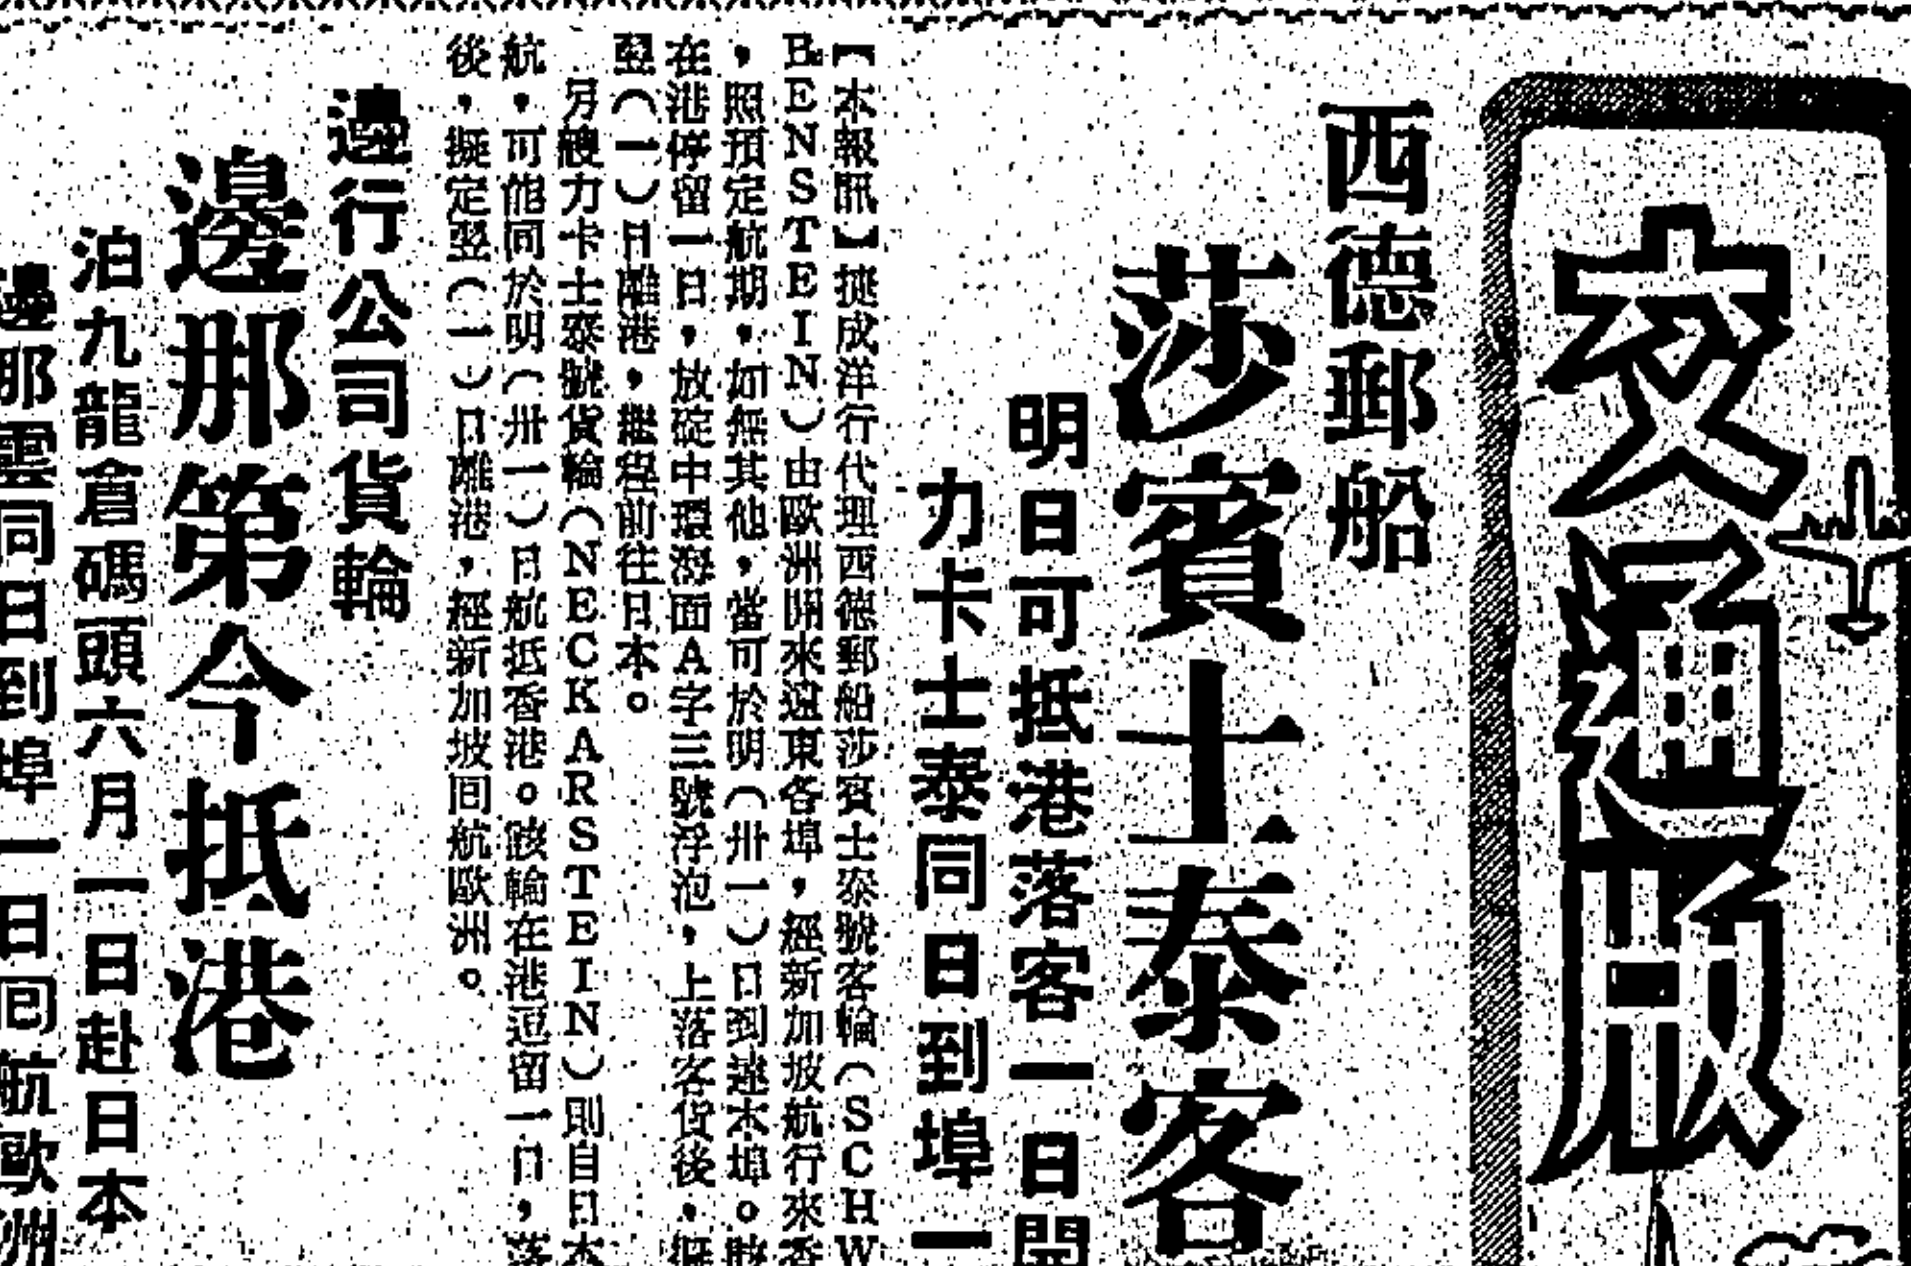 交通版
西德郵船
莎賓士泰客
明日可抵港落客一日開
力卡士泰同日到埠一
【本報訊】捷成洋行代理西德郵船莎賓士泰號客輪（SCHW
BENSTEIN）由歐洲開來遠東各埠，經新加坡航行來香
，照預定航期，如無其他，當可於明（卅一）日到達本埠。該
在港停留一日，放碇中環海面A字三號浮泡，上落客貨後，擬
翌（一）日離港，繼程前往日本。
另艘力卡士泰號貨輪（NECKARSTEIN）則自日本
航，可能同於明（卅一）日航抵香港。該輪在港逗留一日，落
後，擬定翌（一）日離港，經新加坡囘航歐洲。
邊行公司貨輪
邊那第今抵港
泊九龍倉碼頭六月一日赴日本
邊那雲同日到埠一日囘航歐洲